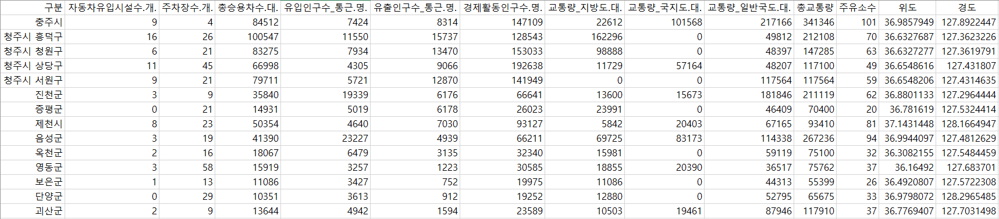 구분 자동차유입시설수.개. 주차장수.개. 총승용차수.대. 유입인구수_통근.명. 유출인구수_통근.명. 경제활동인구수.명. 교통량_지방도.대. 교통량_국지도.대. 교통량_일반국도.대. 총교통량 주유소수 위도 경도
충주시 9 4 84512 7424 8314 147109 22612 101568 217166 341346 101 36.9857949 127.8922447
청주시 흥덕구 16 26 100547 11550 15737 128543 162296 0 49812 212108 70 36.6327687 127.3623226
청주시 청원구 6 21 83275 7934 13470 153033 98888 0 48397 147285 63 36.6327277 127.3619791
청주시 상당구 11 45 66998 4305 9066 192638 11729 57164 48207 117100 49 36.6548616 127.431807
청주시 서원구 9 21 79711 5721 12870 141949 0 0 117564 117564 59 36.6548206 127.4314635
진천군 3 9 35840 19339 6176 66641 13600 15673 181846 211119 62 36.8801133 127.2964444
증평군 0 21 14931 5019 6178 26023 23991 0 46409 70400 20 36.781619 127.5324414
제천시 8 23 50354 4640 7030 93127 5842 20403 67165 93410 81 37.1431448 128.1664947
음성군 3 19 41390 23227 4939 66211 69725 83173 114338 267236 94 36.9944097 127.4812629
옥천군 2 16 18067 6479 3135 32340 15981 0 59119 75100 32 36.3082155 127.5484459
영동군 3 58 15919 3257 1223 30585 18855 20390 36517 75762 37 36.16492 127.683701
보은군 1 13 11086 3427 752 19975 11086 0 44313 55399 26 36.4920807 127.5722308
단양군 0 29 10351 3613 912 19252 12880 0 52795 65675 33 36.9798072 128.2965485
괴산군 2 9 13644 4942 1594 23589 10503 19461 87946 117910 37 36.7769407 127.7031498